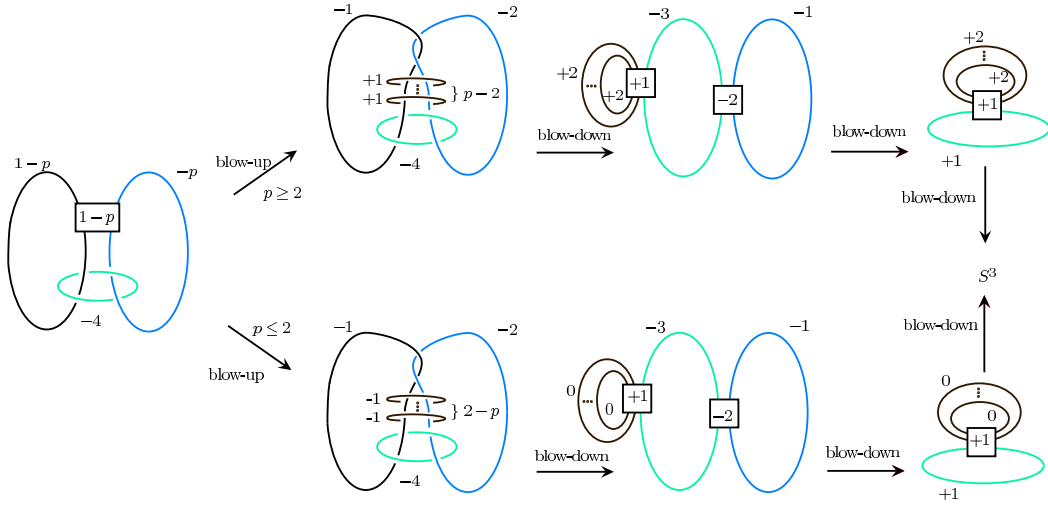 1 − p
−p
1 − p
−4
blow-up
p ≥ 2
−1
−2
+1
+1
} p − 2
−4
blow-down
+2
+2
+1
−3
−2
−1
blow-down
+2
+2
+1
+1
blow-down
S³
p ≤ 2
blow-up
−1
−2
-1
-1
} 2 − p
−4
blow-down
0
0
+1
−3
−2
−1
blow-down
0
0
+1
+1
blow-down